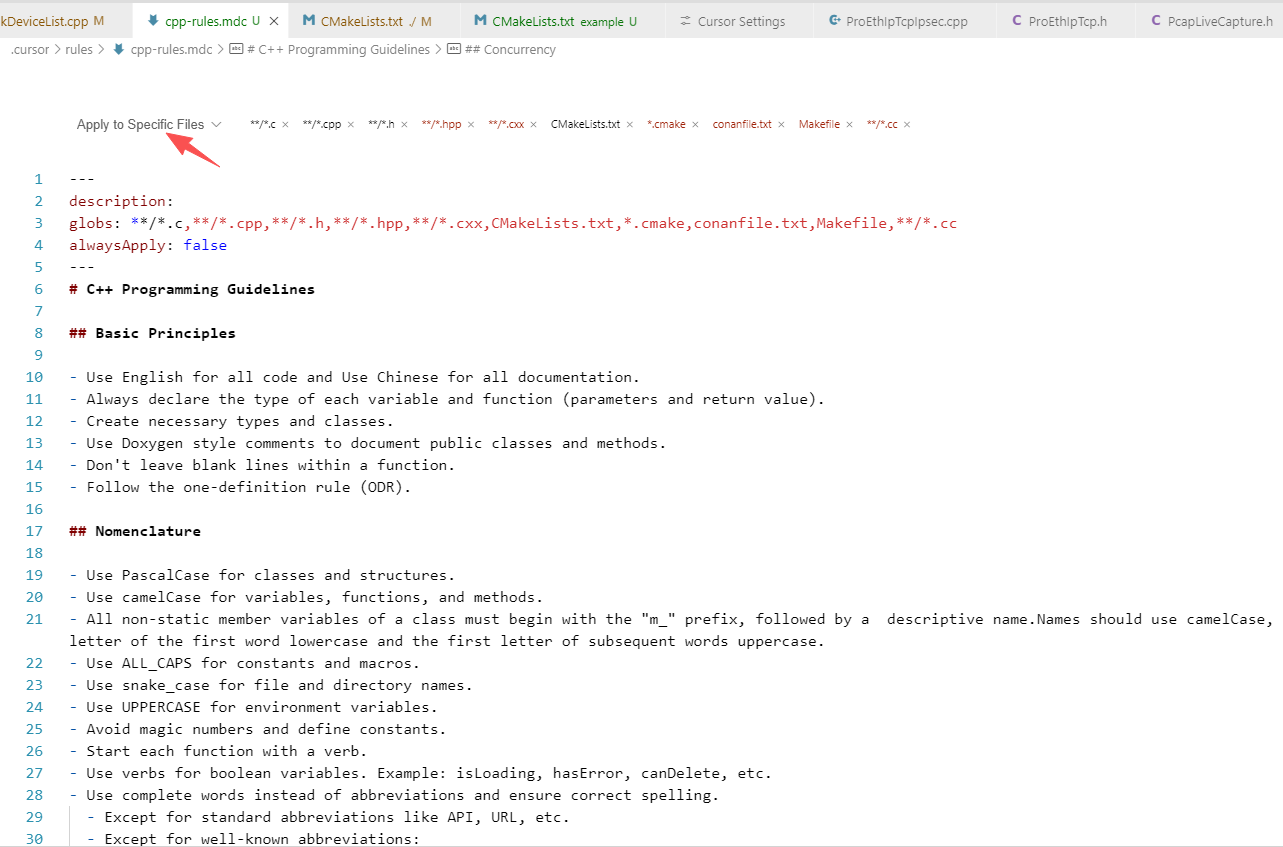 kDeviceList.cpp M cpp-rules.mdc U × CMakeLists.txt ./ M CMakeLists.txt example U Cursor Settings ProEthIpTcpIpsec.cpp ProEthIpTcp.h PcapLiveCapture.h
.cursor > rules > cpp-rules.mdc > # C++ Programming Guidelines > ## Concurrency
Apply to Specific Files **/*.c × **/*.cpp × **/*.h × **/*.hpp × **/*.cxx × CMakeLists.txt × *.cmake × conanfile.txt × Makefile × **/*.cc ×
1 ---
2 description:
3 globs: **/*.c,**/*.cpp,**/*.h,**/*.hpp,**/*.cxx,CMakeLists.txt,*.cmake,conanfile.txt,Makefile,**/*.cc
4 alwaysApply: false
5 ---
6 # C++ Programming Guidelines
7
8 ## Basic Principles
9
10 - Use English for all code and Use Chinese for all documentation.
11 - Always declare the type of each variable and function (parameters and return value).
12 - Create necessary types and classes.
13 - Use Doxygen style comments to document public classes and methods.
14 - Don't leave blank lines within a function.
15 - Follow the one-definition rule (ODR).
16
17 ## Nomenclature
18
19 - Use PascalCase for classes and structures.
20 - Use camelCase for variables, functions, and methods.
21 - All non-static member variables of a class must begin with the "m_" prefix, followed by a  descriptive name.Names should use camelCase,
letter of the first word lowercase and the first letter of subsequent words uppercase.
22 - Use ALL_CAPS for constants and macros.
23 - Use snake_case for file and directory names.
24 - Use UPPERCASE for environment variables.
25 - Avoid magic numbers and define constants.
26 - Start each function with a verb.
27 - Use verbs for boolean variables. Example: isLoading, hasError, canDelete, etc.
28 - Use complete words instead of abbreviations and ensure correct spelling.
29 - Except for standard abbreviations like API, URL, etc.
30 - Except for well-known abbreviations: